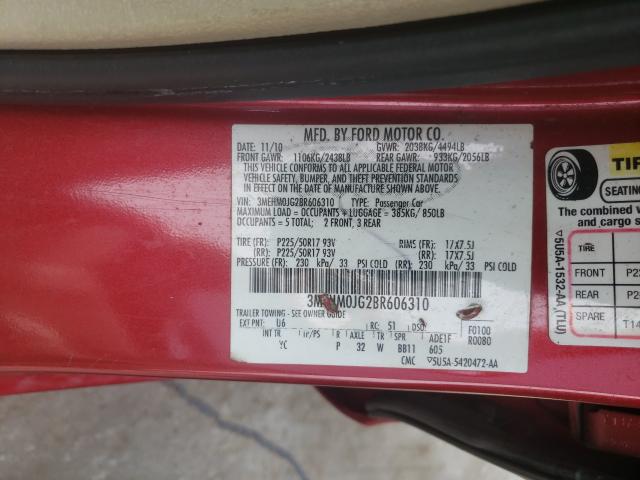 MFD. BY FORD MOTOR CO.
DATE: 11/10 GVWR: 2038KG/4494LB
FRONT GAWR: 1106KG/2438LB REAR GAWR: 933KG/2056LB
THIS VEHICLE CONFORMS TO ALL APPLICABLE FEDERAL MOTOR
VEHICLE SAFETY, BUMPER, AND THEFT PREVENTION STANDARDS
IN EFFECT ON THE DATE OF MANUFACTURE SHOWN ABOVE.
VIN: 3MEHM0JG2BR606310 TYPE: Passenger Car
MAXIMUM LOAD = OCCUPANTS + LUGGAGE = 385KG/ 850LB
OCCUPANTS = 5 TOTAL: 2 FRONT, 3 REAR
TIRE (FR): P225/50R17 93V RIMS (FR): 17X7.5J
(RR): P225/50R17 93V (RR): 17X7.5J
PRESSURE (FR): 230 kPa/ 33 PSI COLD (RR): 230 kPa/ 33 PSI COLD
3MEHM0JG2BR606310
TRAILER TOWING - SEE OWNER GUIDE
EXT PNT: U6 RC: 51 DSO: F0100
INT TR TP/PS R AXLE TR SPR ADE1F R0080
YC P 32 W BB11 605
CMC 5U5A-5420472-AA
TIR
SEATING
The combined
and cargo s
TIRE
FRONT P2
REAR P2
SPARE T14
5U5A-1532-AA (TLU)